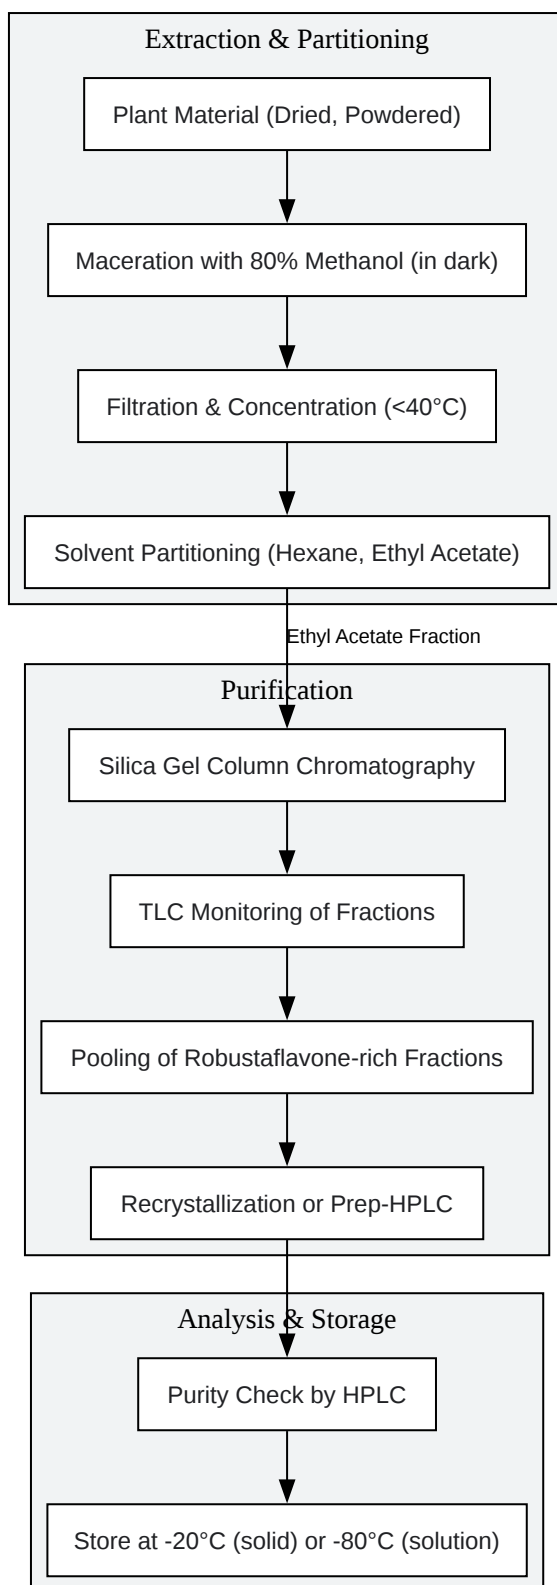 Extraction & Partitioning
Plant Material (Dried, Powdered)
Maceration with 80% Methanol (in dark)
Filtration & Concentration (<40°C)
Solvent Partitioning (Hexane, Ethyl Acetate)
Ethyl Acetate Fraction
Purification
Silica Gel Column Chromatography
TLC Monitoring of Fractions
Pooling of Robustaflavone-rich Fractions
Recrystallization or Prep-HPLC
Analysis & Storage
Purity Check by HPLC
Store at -20°C (solid) or -80°C (solution)